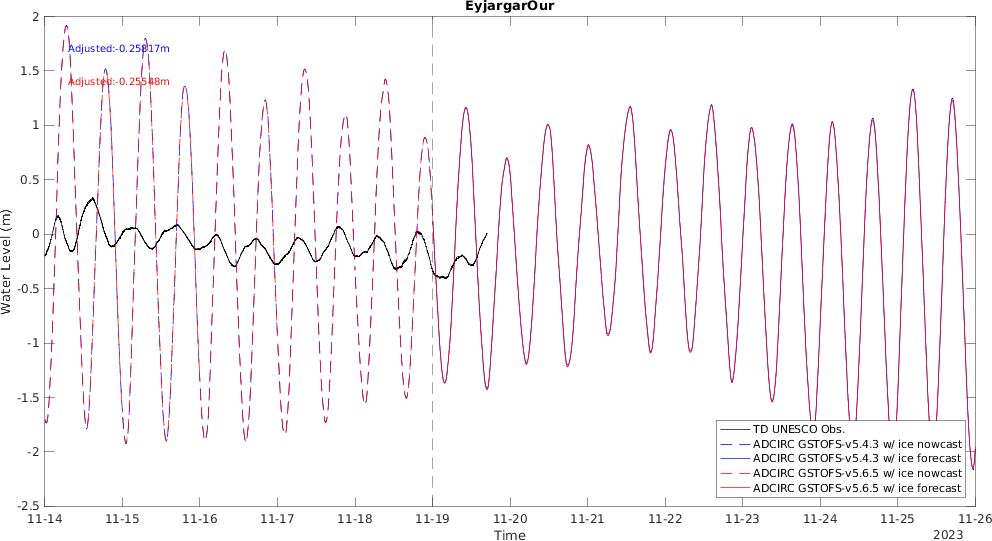 EyjargarOur
Adjusted:-0.25817m
Adjusted:-0.25548m
Water Level (m)
2
1.5
1
0.5
0
-0.5
-1
-1.5
-2
-2.5
TD UNESCO Obs.
ADCIRC GSTOFS-v5.4.3 w/ ice nowcast
ADCIRC GSTOFS-v5.4.3 w/ ice forecast
ADCIRC GSTOFS-v5.6.5 w/ ice nowcast
ADCIRC GSTOFS-v5.6.5 w/ ice forecast
11-14 11-15 11-16 11-17 11-18 11-19 11-20 11-21 11-22 11-23 11-24 11-25 11-26
Time
2023